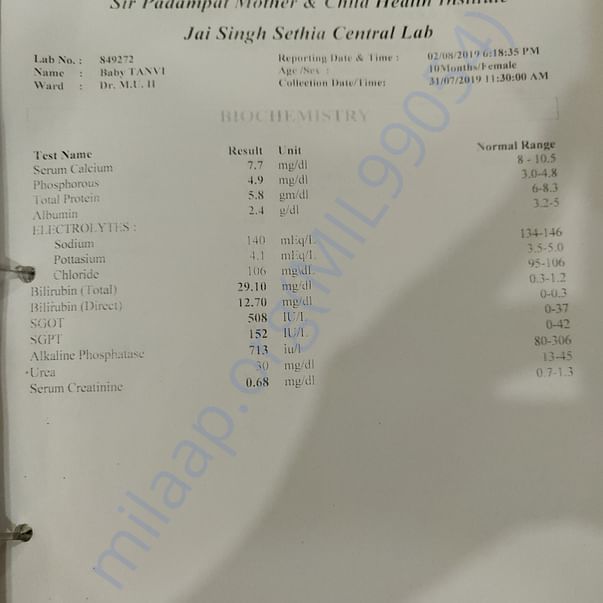 Sir Padampat Mother & Child Health Institute
Jai Singh Sethia Central Lab
Lab No. : 849272 Reporting Date & Time : 02/08/2019 6:18:35 PM
Name : Baby TANVI Age /Sex : 10Months/Female
Ward : Dr. M.U. II Collection Date/Time: 31/07/2019 11:30:00 AM
BIOCHEMISTRY
Test Name Result Unit Normal Range
Serum Calcium 7.7 mg/dl 8 - 10.5
Phosphorous 4.9 mg/dl 3.0-4.8
Total Protein 5.8 gm/dl 6-8.3
Albumin 2.4 g/dl 3.2-5
ELECTROLYTES :
Sodium 140 mEq/L 134-146
Pottasium 4.1 mEq/L 3.5-5.0
Chloride 106 mg/dL 95-106
Bilirubin (Total) 29.10 mg/dl 0.3-1.2
Bilirubin (Direct) 12.70 mg/dl 0-0.3
SGOT 508 IU/L 0-37
SGPT 152 IU/L 0-42
Alkaline Phosphatase 713 iu/l 80-306
Urea 30 mg/dl 13-45
Serum Creatinine 0.68 mg/dl 0.7-1.3
milaap.org/s(MIL99034)